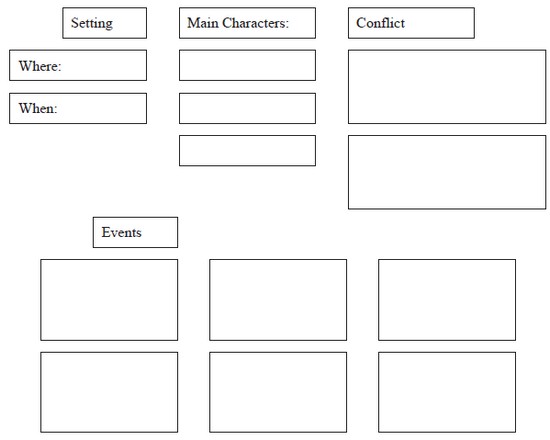 Setting
Main Characters:
Conflict
Where:
When:
Events